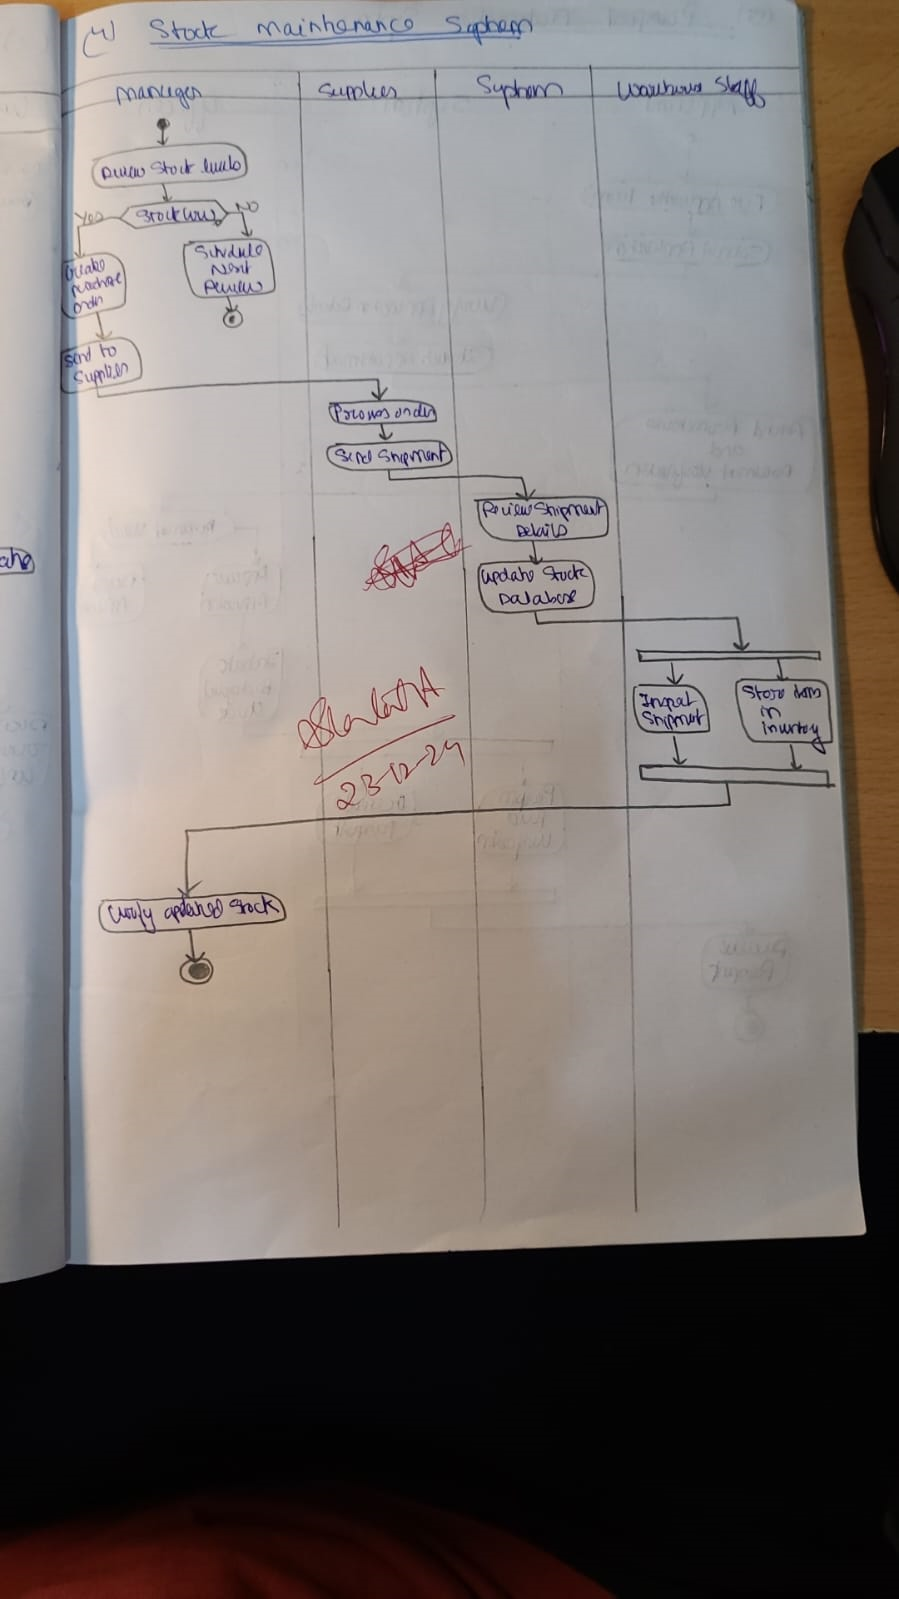 Stock Maintenance System
Manager Supplier System Warehouse Staff
Review Stock levels
Yes Stock low NO
Create
purchase
order
Schedule
Next
Review
Send to
Supplier
Process order
Send Shipment
Review Shipment
Details
Update Stock
Database
Inspect
Shipment
Store item
in
Inventory
23-12-24
Verify updated Stock